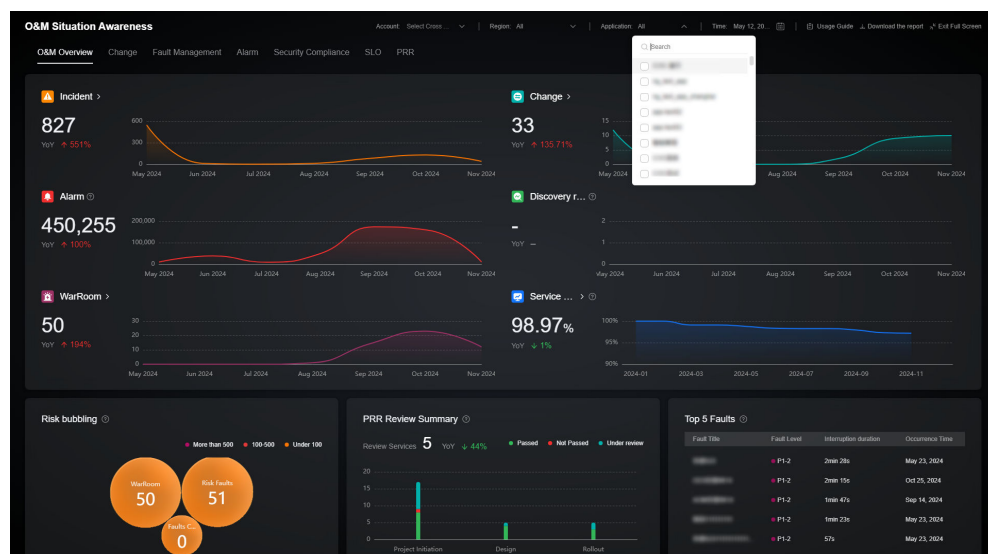 O&M Situation Awareness
Account: Select Cross ... Region: All Application: All Time: May 12, 20... Usage Guide Download the report Exit Full Screen
O&M Overview Change Fault Management Alarm Security Compliance SLO PRR
Search
Incident >
827
YoY ↑ 551%
600
300
0
May 2024 Jun 2024 Jul 2024 Aug 2024 Sep 2024 Oct 2024 Nov 2024
Change >
33
YoY ↑ 135.71%
15
10
5
0
May 2024 Aug 2024 Sep 2024 Oct 2024 Nov 2024
Alarm
450,255
YoY ↑ 100%
200,000
100,000
0
May 2024 Jun 2024 Jul 2024 Aug 2024 Sep 2024 Oct 2024 Nov 2024
Discovery r...
-
YoY –
2
1
0
May 2024 Jun 2024 Jul 2024 Aug 2024 Sep 2024 Oct 2024 Nov 2024
WarRoom >
50
YoY ↑ 194%
30
20
10
0
May 2024 Jun 2024 Jul 2024 Aug 2024 Sep 2024 Oct 2024 Nov 2024
Service ... >
98.97%
YoY ↓ 1%
100%
95%
90%
2024-01 2024-03 2024-05 2024-07 2024-09 2024-11
Risk bubbling
More than 500 100-500 Under 100
WarRoom
50
Risk Faults
51
Faults C...
0
PRR Review Summary
Review Services 5 YoY ↓ 44%
Passed Not Passed Under review
20
15
10
5
0
Project Initiation Design Rollout
Top 5 Faults
Fault Title Fault Level Interruption duration Occurrence Time
P1-2 2min 28s May 23, 2024
P1-2 2min 15s Oct 25, 2024
P1-2 1min 47s Sep 14, 2024
P1-2 1min 23s May 23, 2024
P1-2 57s May 23, 2024